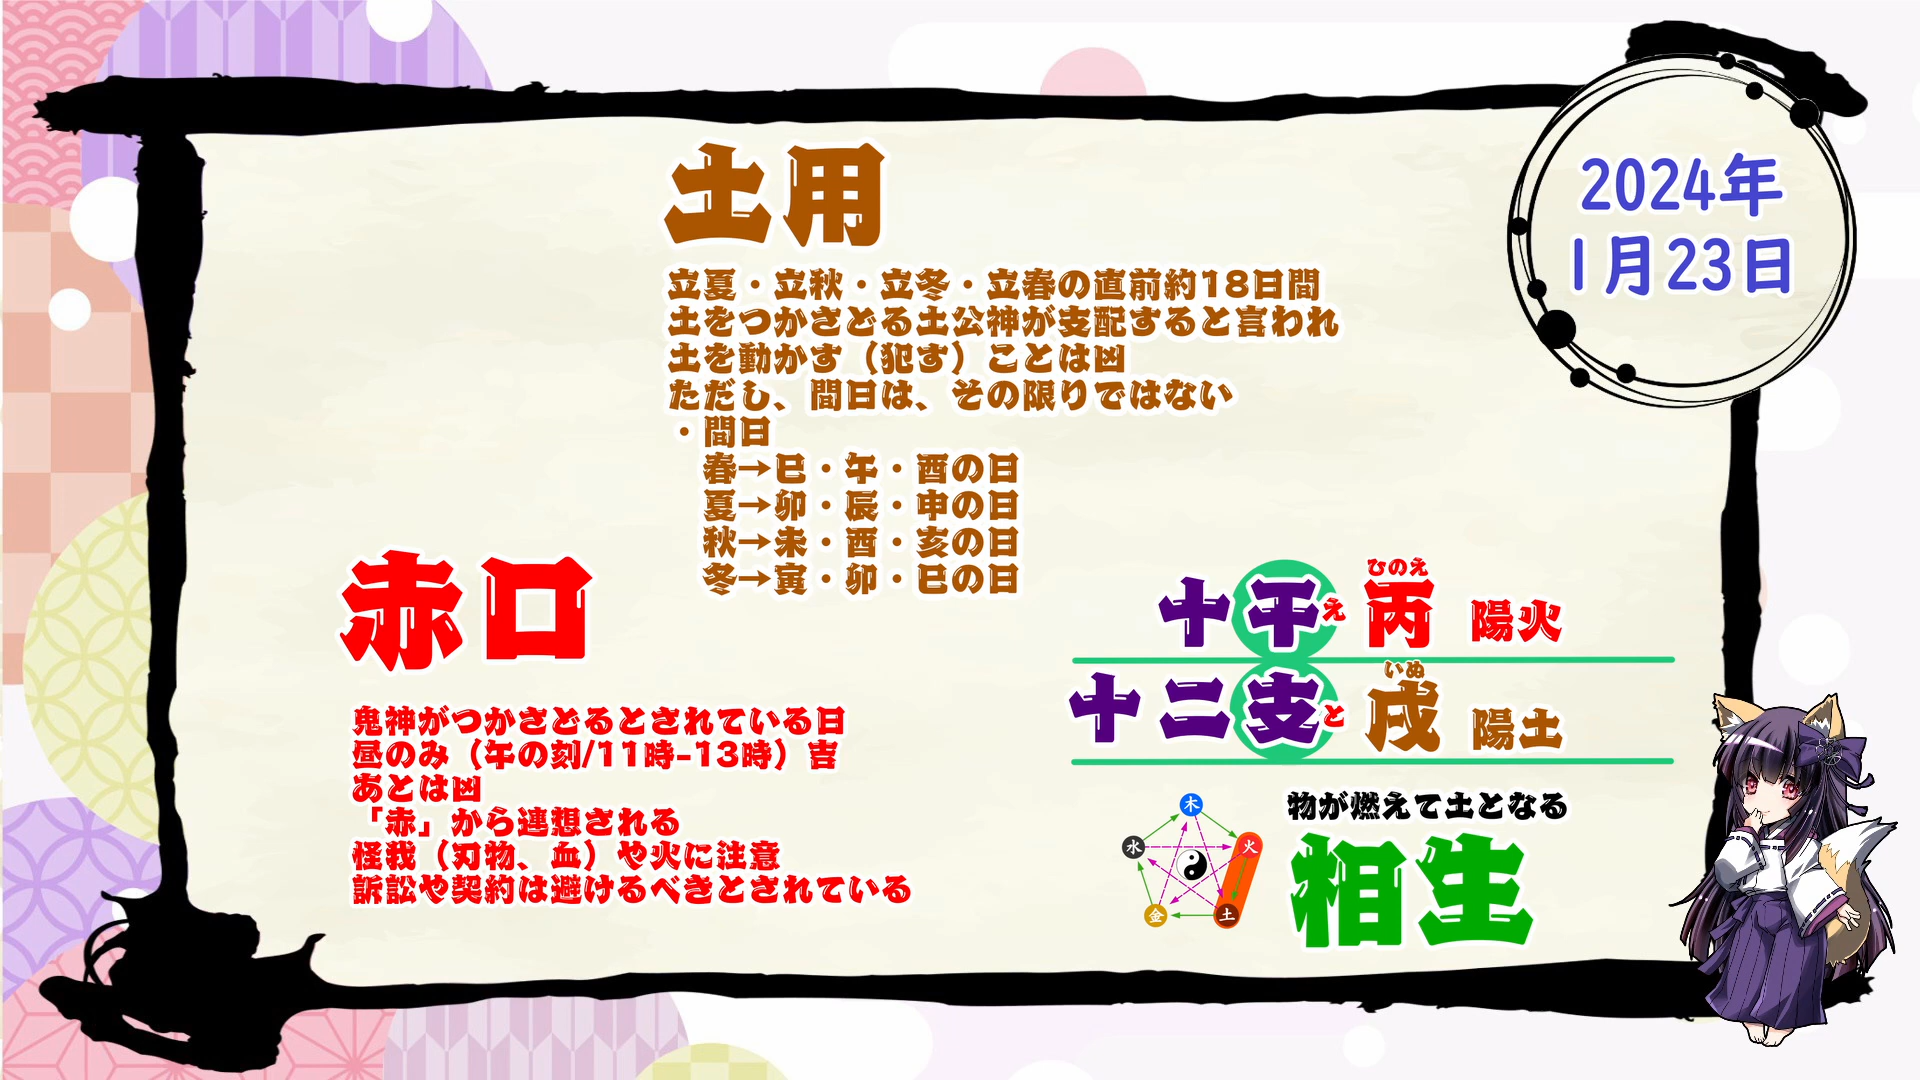 2024年
1月23日
土用
立夏・立秋・立冬・立春の直前約18日間
土をつかさどる土公神が支配すると言われ
土を動かす（犯す）ことは凶
ただし、間日は、その限りではない
・間日
春→巳・午・酉の日
夏→卯・辰・申の日
秋→未・酉・亥の日
冬→寅・卯・巳の日
赤口
鬼神がつかさどるとされている日
昼のみ（午の刻/11時-13時）吉
あとは凶
「赤」から連想される
怪我（刃物、血）や火に注意
訴訟や契約は避けるべきとされている
ひのえ
十干え 丙 陽火
いぬ
十二支と 戌 陽土
物が燃えて土となる
相生
木
火
土
金
水